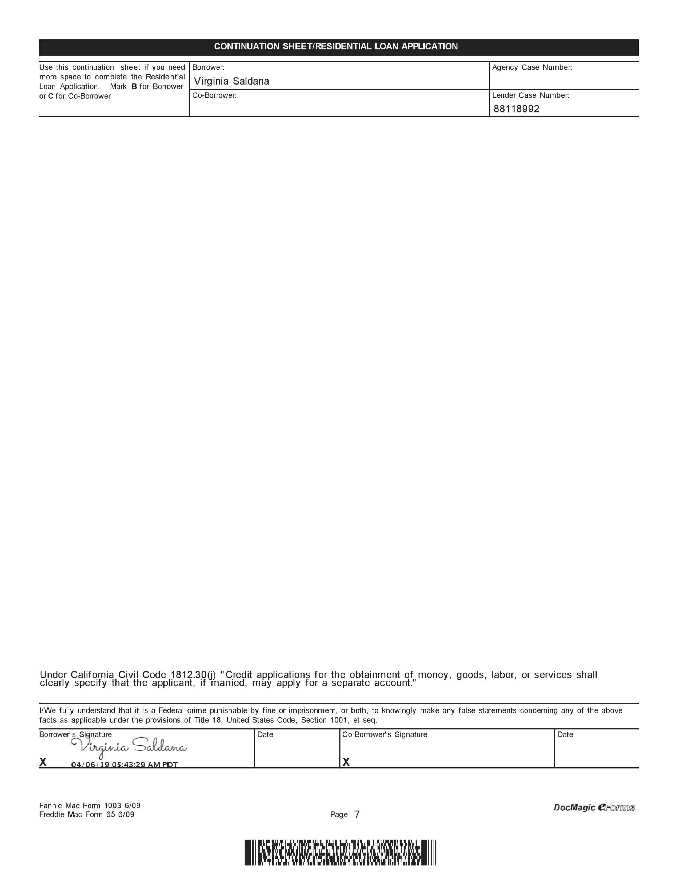 CONTINUATION SHEET/RESIDENTIAL LOAN APPLICATION
Use this continuation sheet if you need
more space to complete the Residential
Loan Application. Mark B for Borrower
or C for Co-Borrower.
Borrower:
Virginia Saldana
Agency Case Number:
Co-Borrower:
Lender Case Number:
88118992
Under California Civil Code 1812.30(j) "Credit applications for the obtainment of money, goods, labor, or services shall
clearly specify that the applicant, if married, may apply for a separate account."
I/We fully understand that it is a Federal crime punishable by fine or imprisonment, or both, to knowingly make any false statements concerning any of the above
facts as applicable under the provisions of Title 18, United States Code, Section 1001, et seq.
Borrower's Signature
Virginia Saldana
X 04/06/19 05:43:29 AM PDT
Date
Co-Borrower's Signature
X
Date
Fannie Mae Form 1003 6/09
Freddie Mac Form 65 6/09
Page 7
DocMagic eForms